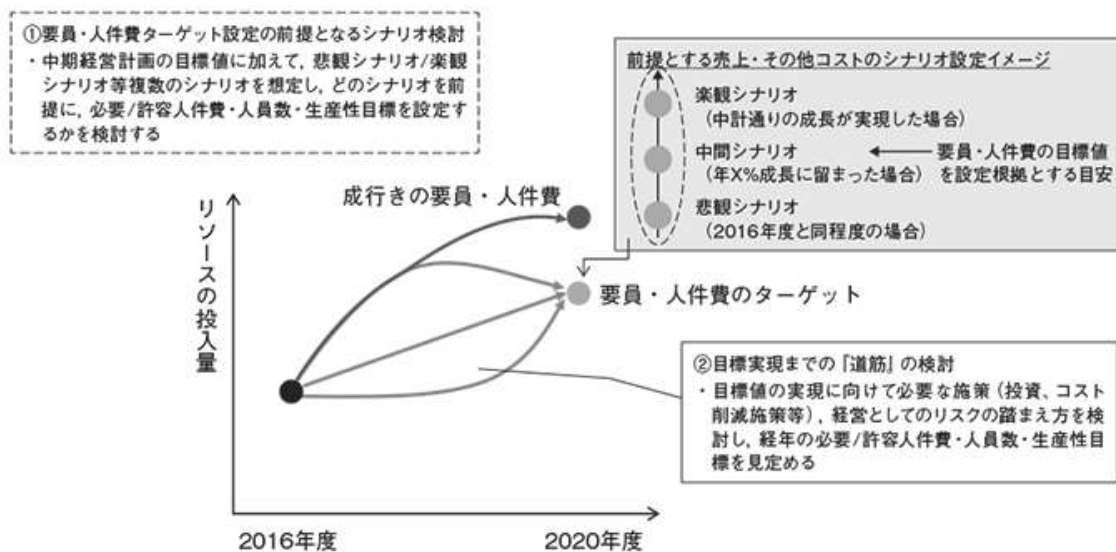 ①要員・人件費ターゲット設定の前提となるシナリオ検討
・中期経営計画の目標値に加えて，悲観シナリオ/楽観
シナリオ等複数のシナリオを想定し，どのシナリオを前
提に，必要/許容人件費・人員数・生産性目標を設定す
るかを検討する
前提とする売上・その他コストのシナリオ設定イメージ
楽観シナリオ
（中計通りの成長が実現した場合）
中間シナリオ
（年X%成長に留まった場合）
要員・人件費の目標値
を設定根拠とする目安
悲観シナリオ
（2016年度と同程度の場合）
リソースの投入量
成行きの要員・人件費
要員・人件費のターゲット
②目標実現までの『道筋』の検討
・目標値の実現に向けて必要な施策（投資、コスト
削減施策等），経営としてのリスクの踏まえ方を検
討し，経年の必要/許容人件費・人員数・生産性目
標を見定める
2016年度
2020年度